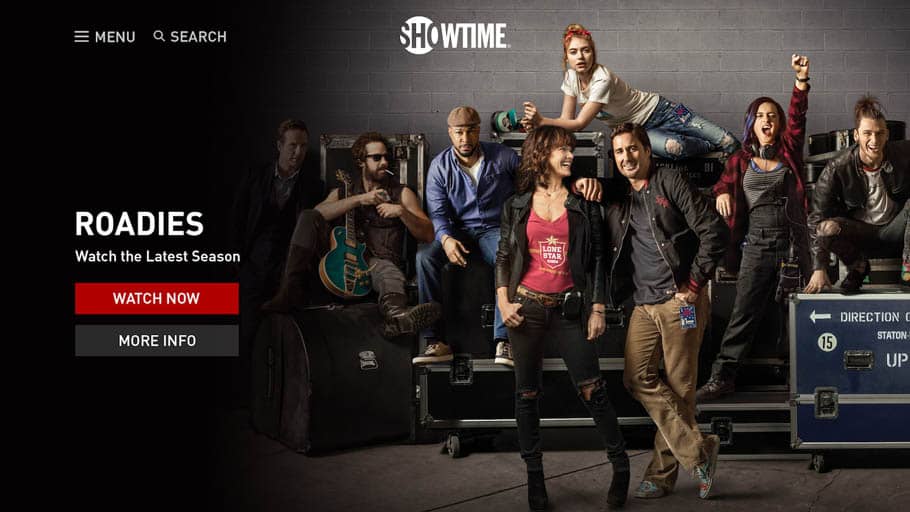 MENU
SEARCH
SHOWTIME
ROADIES
Watch the Latest Season
WATCH NOW
MORE INFO
LONE
STAR
DIRECTION O
STATON-
15
UP